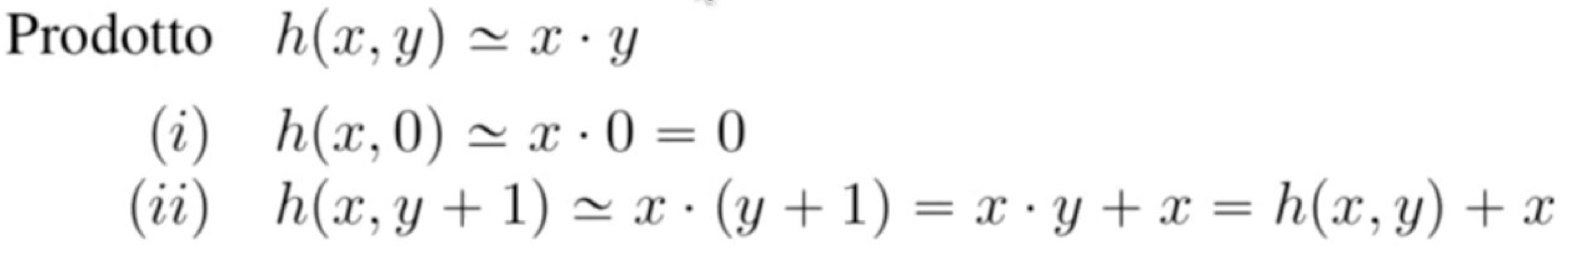 Prodotto h(x, y) ≃ x · y
(i) h(x, 0) ≃ x · 0 = 0
(ii) h(x, y + 1) ≃ x · (y + 1) = x · y + x = h(x, y) + x